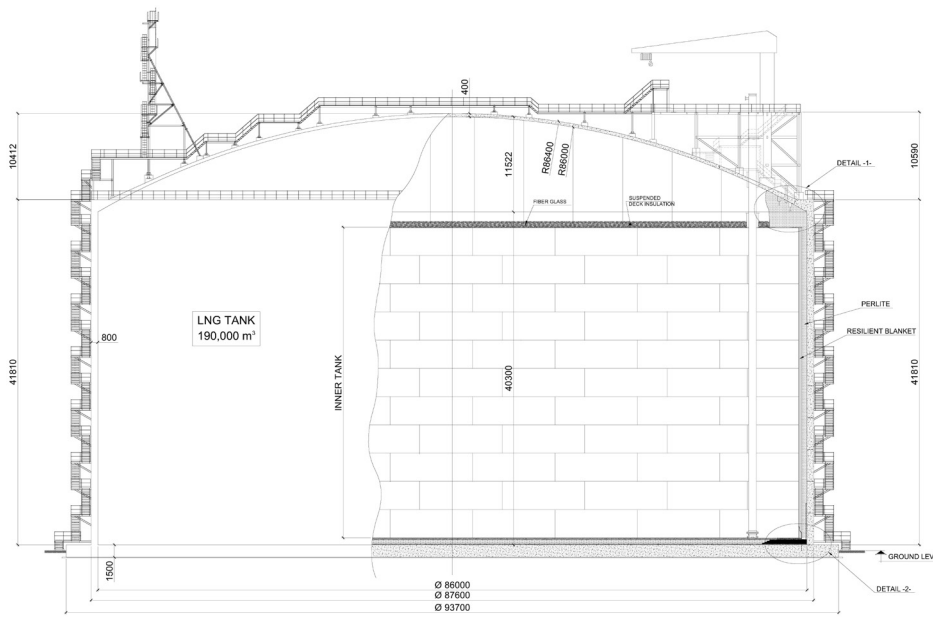 400
10412
11522
R86400
R86000
10590
DETAIL -1-
FIBER GLASS
SUSPENDED
DECK INSULATION
LNG TANK
190,000 m³
800
INNER TANK
40300
PERLITE
RESILIENT BLANKET
41810
41810
1500
GROUND LEV
Ø 86000
Ø 87600
Ø 93700
DETAIL -2-